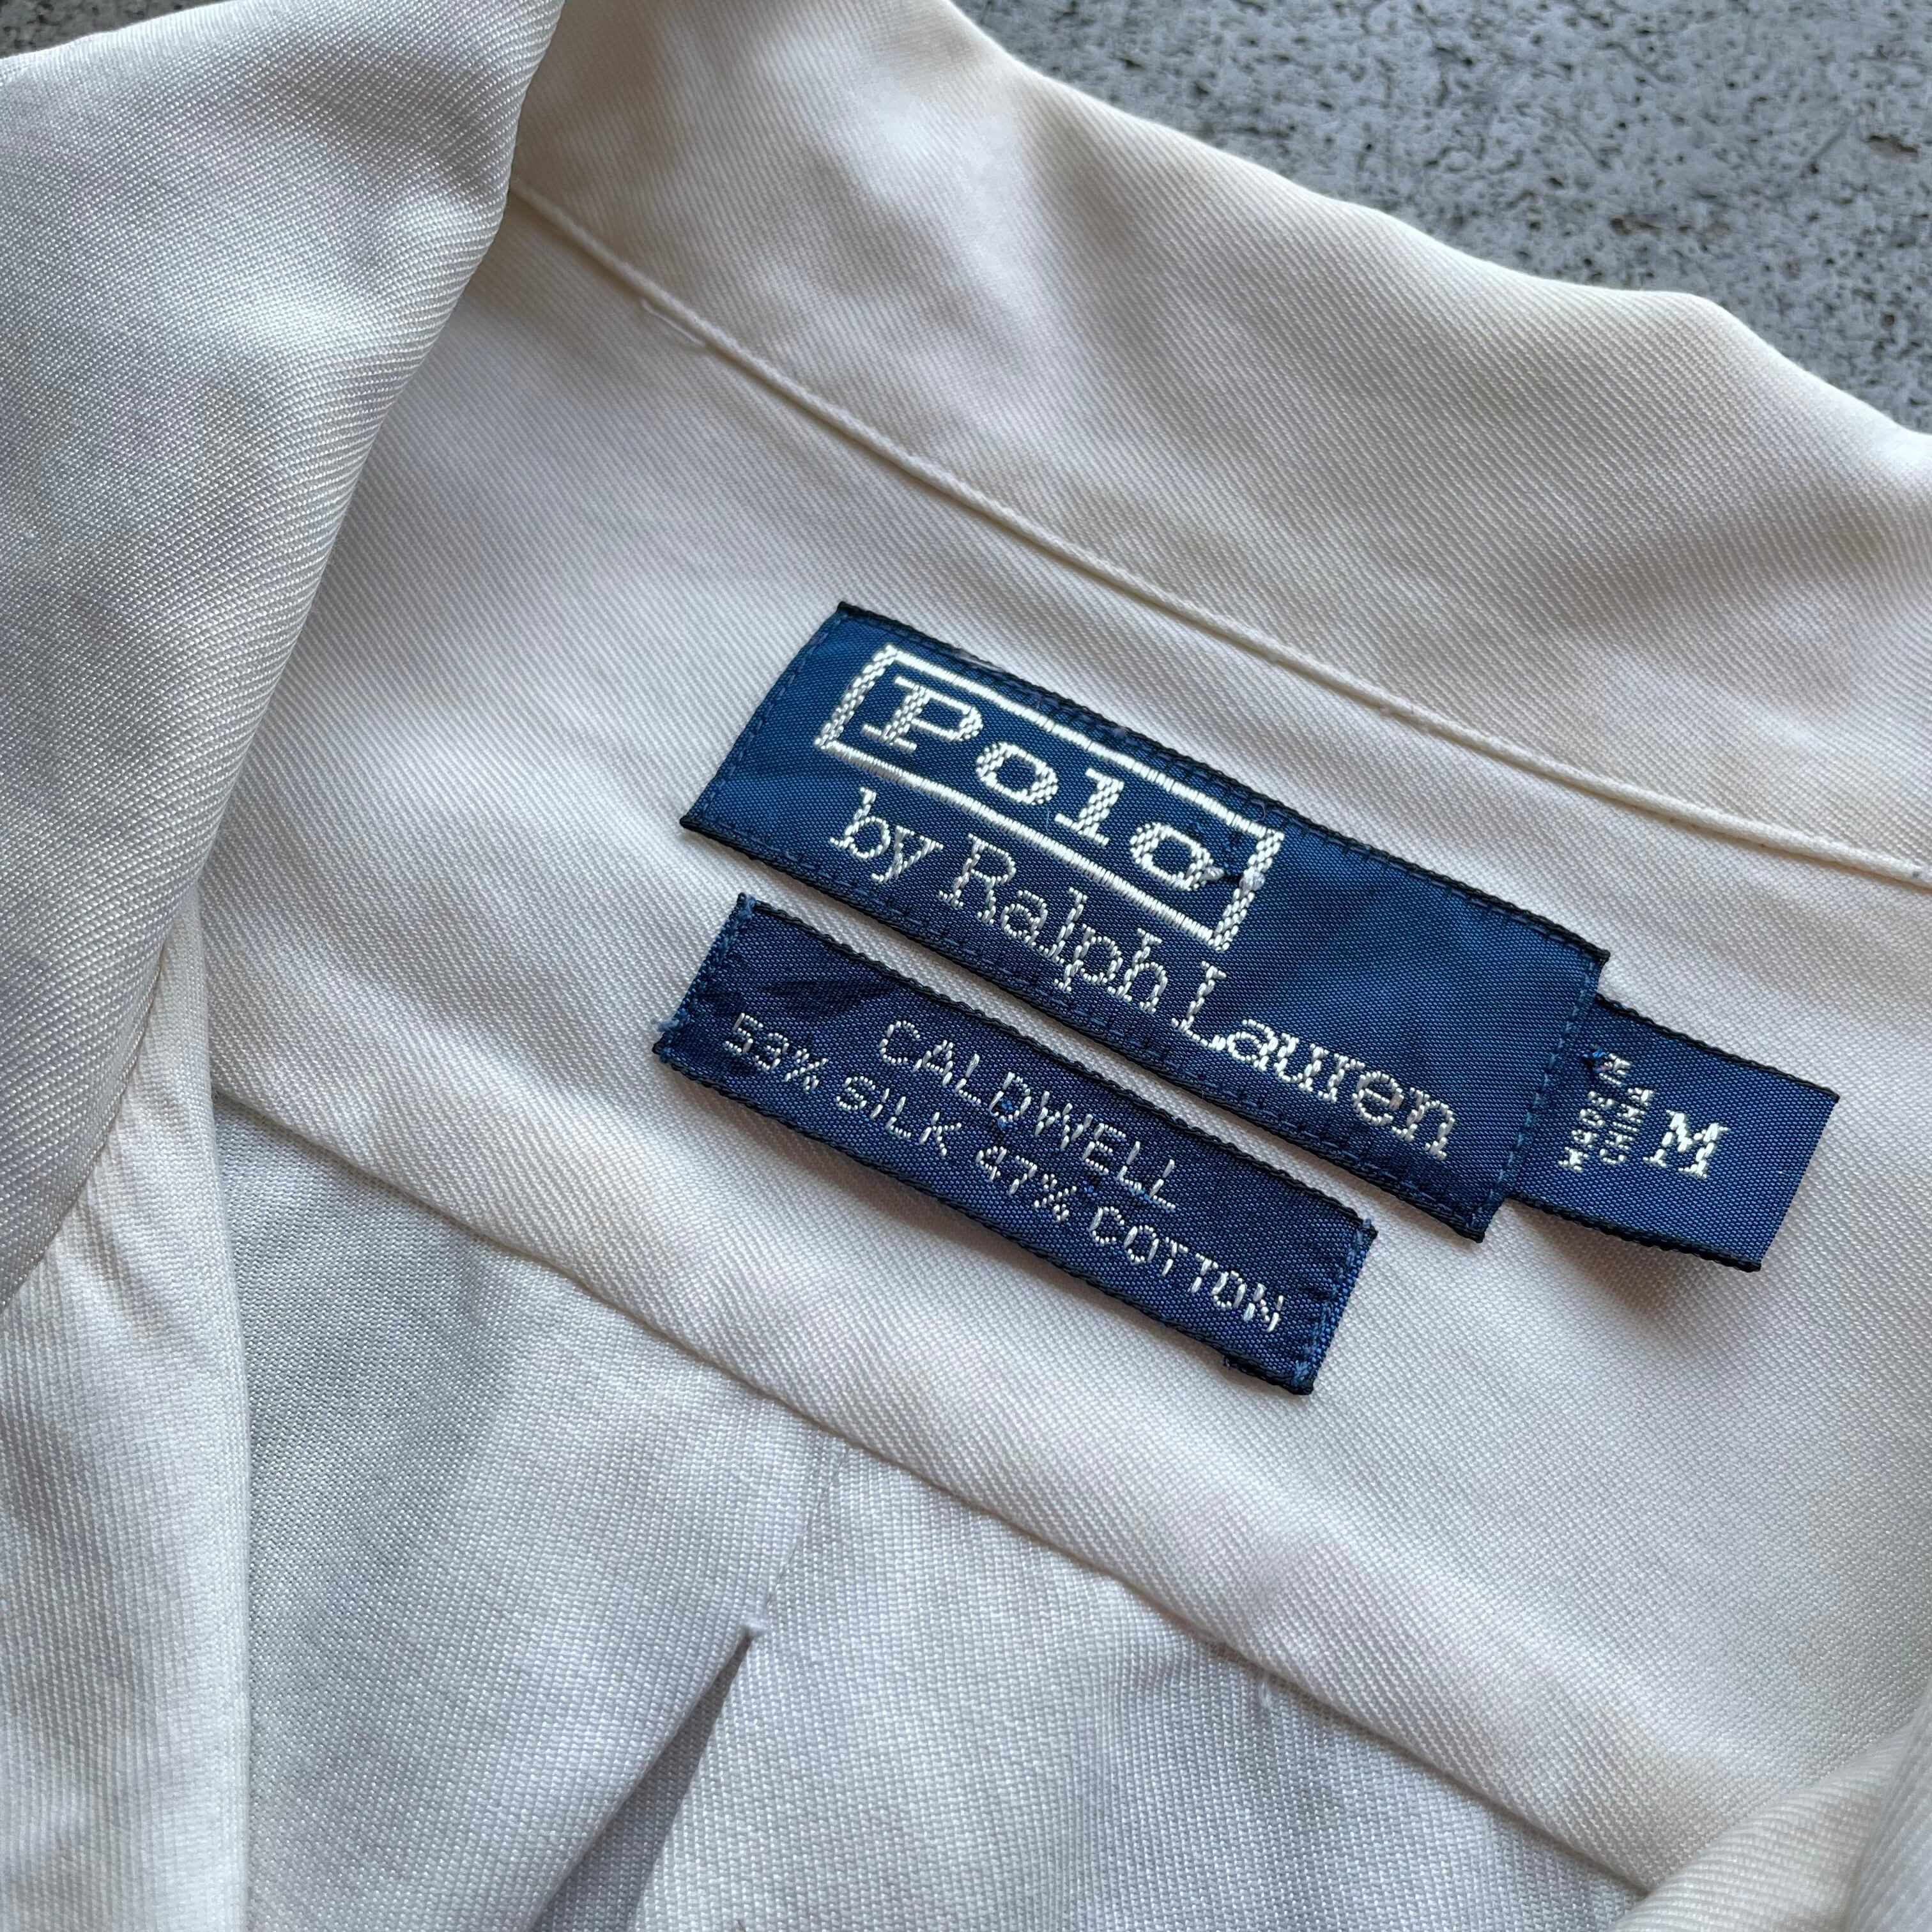 Polo
by Ralph Lauren
M
MADE IN
CHINA
CALDWELL
53% SILK 47% COTTON